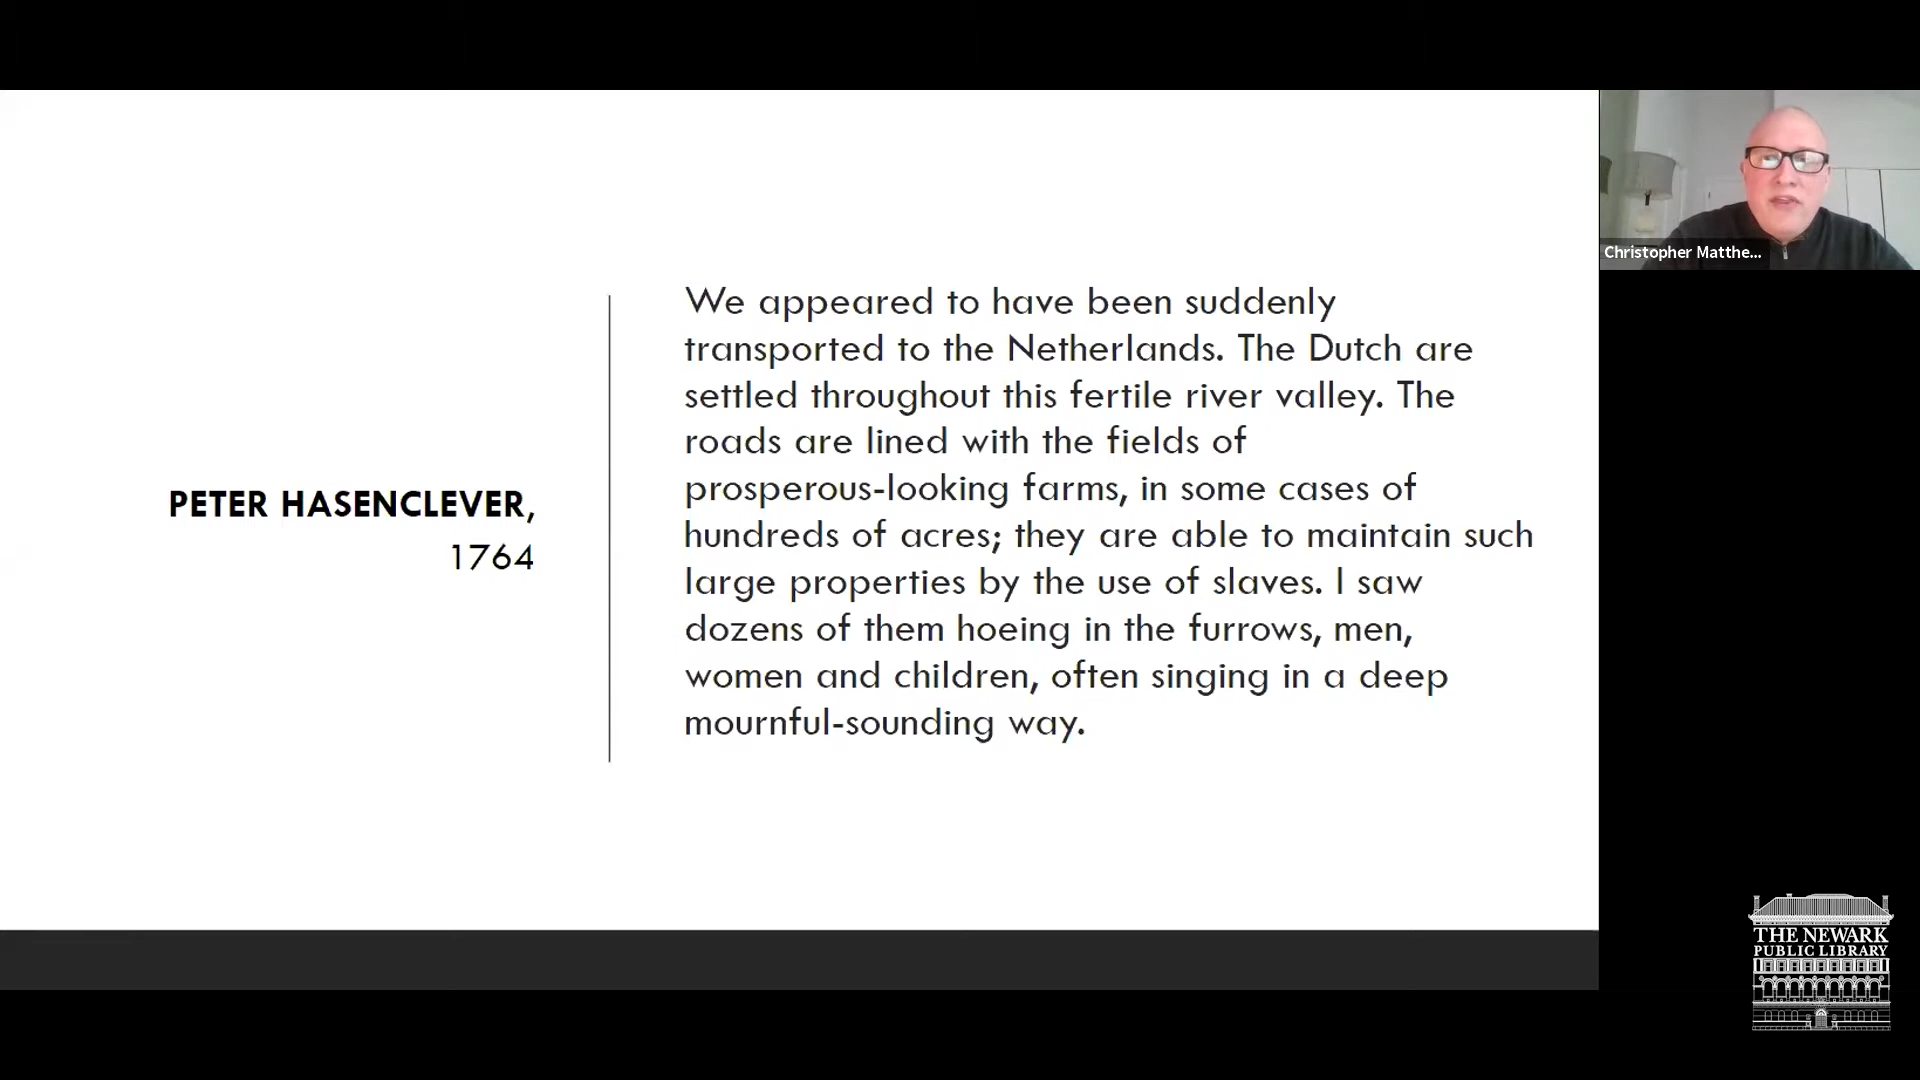 PETER HASENCLEVER,
1764
We appeared to have been suddenly
transported to the Netherlands. The Dutch are
settled throughout this fertile river valley. The
roads are lined with the fields of
prosperous-looking farms, in some cases of
hundreds of acres; they are able to maintain such
large properties by the use of slaves. I saw
dozens of them hoeing in the furrows, men,
women and children, often singing in a deep
mournful-sounding way.
Christopher Matthe...
THE NEWARK
PUBLIC LIBRARY